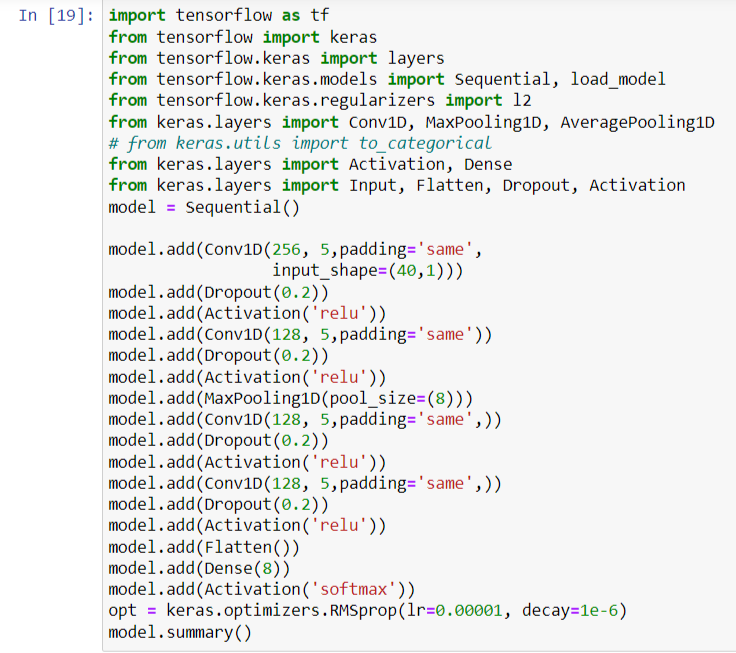 In [19]: import tensorflow as tf
from tensorflow import keras
from tensorflow.keras import layers
from tensorflow.keras.models import Sequential, load_model
from tensorflow.keras.regularizers import l2
from keras.layers import Conv1D, MaxPooling1D, AveragePooling1D
# from keras.utils import to_categorical
from keras.layers import Activation, Dense
from keras.layers import Input, Flatten, Dropout, Activation
model = Sequential()

model.add(Conv1D(256, 5,padding='same',
                 input_shape=(40,1)))
model.add(Dropout(0.2))
model.add(Activation('relu'))
model.add(Conv1D(128, 5,padding='same'))
model.add(Dropout(0.2))
model.add(Activation('relu'))
model.add(MaxPooling1D(pool_size=(8)))
model.add(Conv1D(128, 5,padding='same',))
model.add(Dropout(0.2))
model.add(Activation('relu'))
model.add(Conv1D(128, 5,padding='same',))
model.add(Dropout(0.2))
model.add(Activation('relu'))
model.add(Flatten())
model.add(Dense(8))
model.add(Activation('softmax'))
opt = keras.optimizers.RMSprop(lr=0.00001, decay=1e-6)
model.summary()